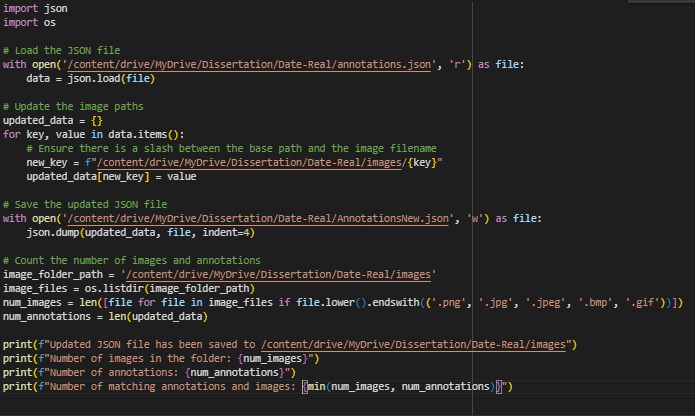 import json
import os
# Load the JSON file
with open('/content/drive/MyDrive/Dissertation/Date-Real/annotations.json', 'r') as file:
    data = json.load(file)
# Update the image paths
updated_data = {}
for key, value in data.items():
    # Ensure there is a slash between the base path and the image filename
    new_key = f"/content/drive/MyDrive/Dissertation/Date-Real/images/{key}"
    updated_data[new_key] = value
# Save the updated JSON file
with open('/content/drive/MyDrive/Dissertation/Date-Real/AnnotationsNew.json', 'w') as file:
    json.dump(updated_data, file, indent=4)
# Count the number of images and annotations
image_folder_path = '/content/drive/MyDrive/Dissertation/Date-Real/images'
image_files = os.listdir(image_folder_path)
num_images = len([file for file in image_files if file.lower().endswith(('.png', '.jpg', '.jpeg', '.bmp', '.gif'))])
num_annotations = len(updated_data)
print(f"Updated JSON file has been saved to /content/drive/MyDrive/Dissertation/Date-Real/images")
print(f"Number of images in the folder: {num_images}")
print(f"Number of annotations: {num_annotations}")
print(f"Number of matching annotations and images: {min(num_images, num_annotations)}")